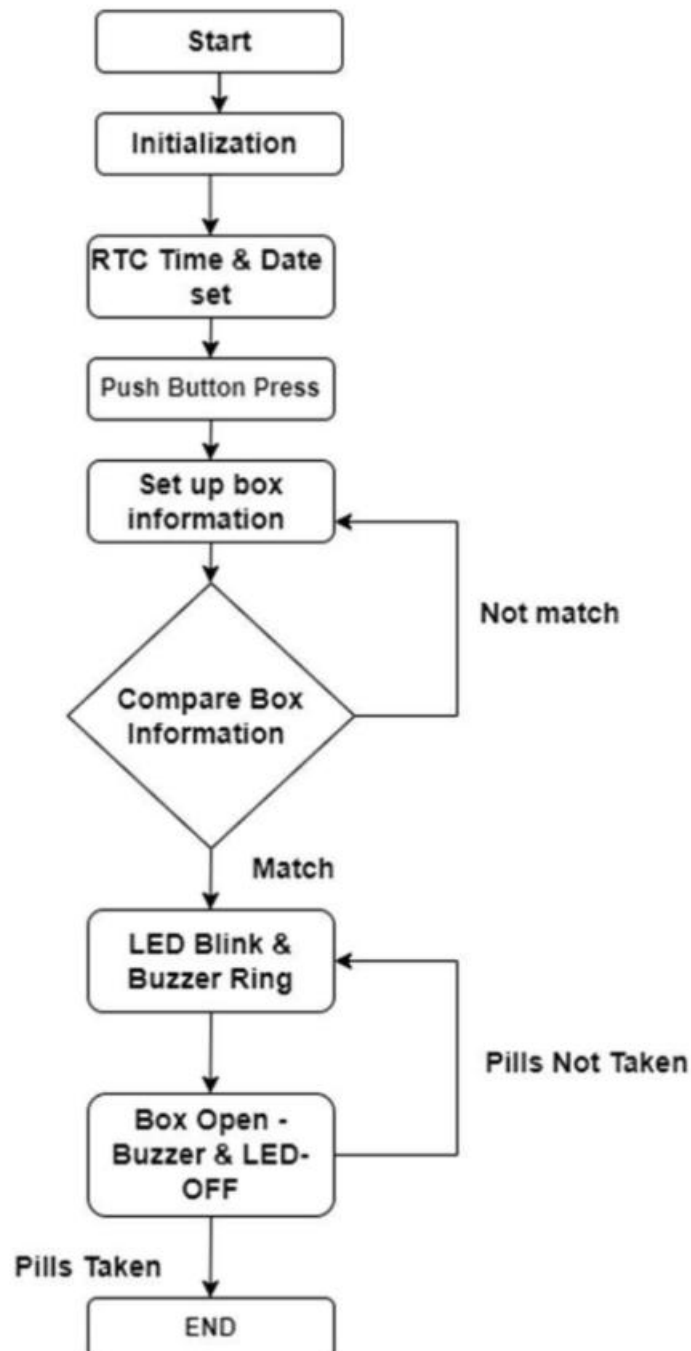 Start
Initialization
RTC Time & Date
set
Push Button Press
Set up box
information
Not match
Compare Box
Information
Match
LED Blink &
Buzzer Ring
Pills Not Taken
Box Open -
Buzzer & LED-
OFF
Pills Taken
END